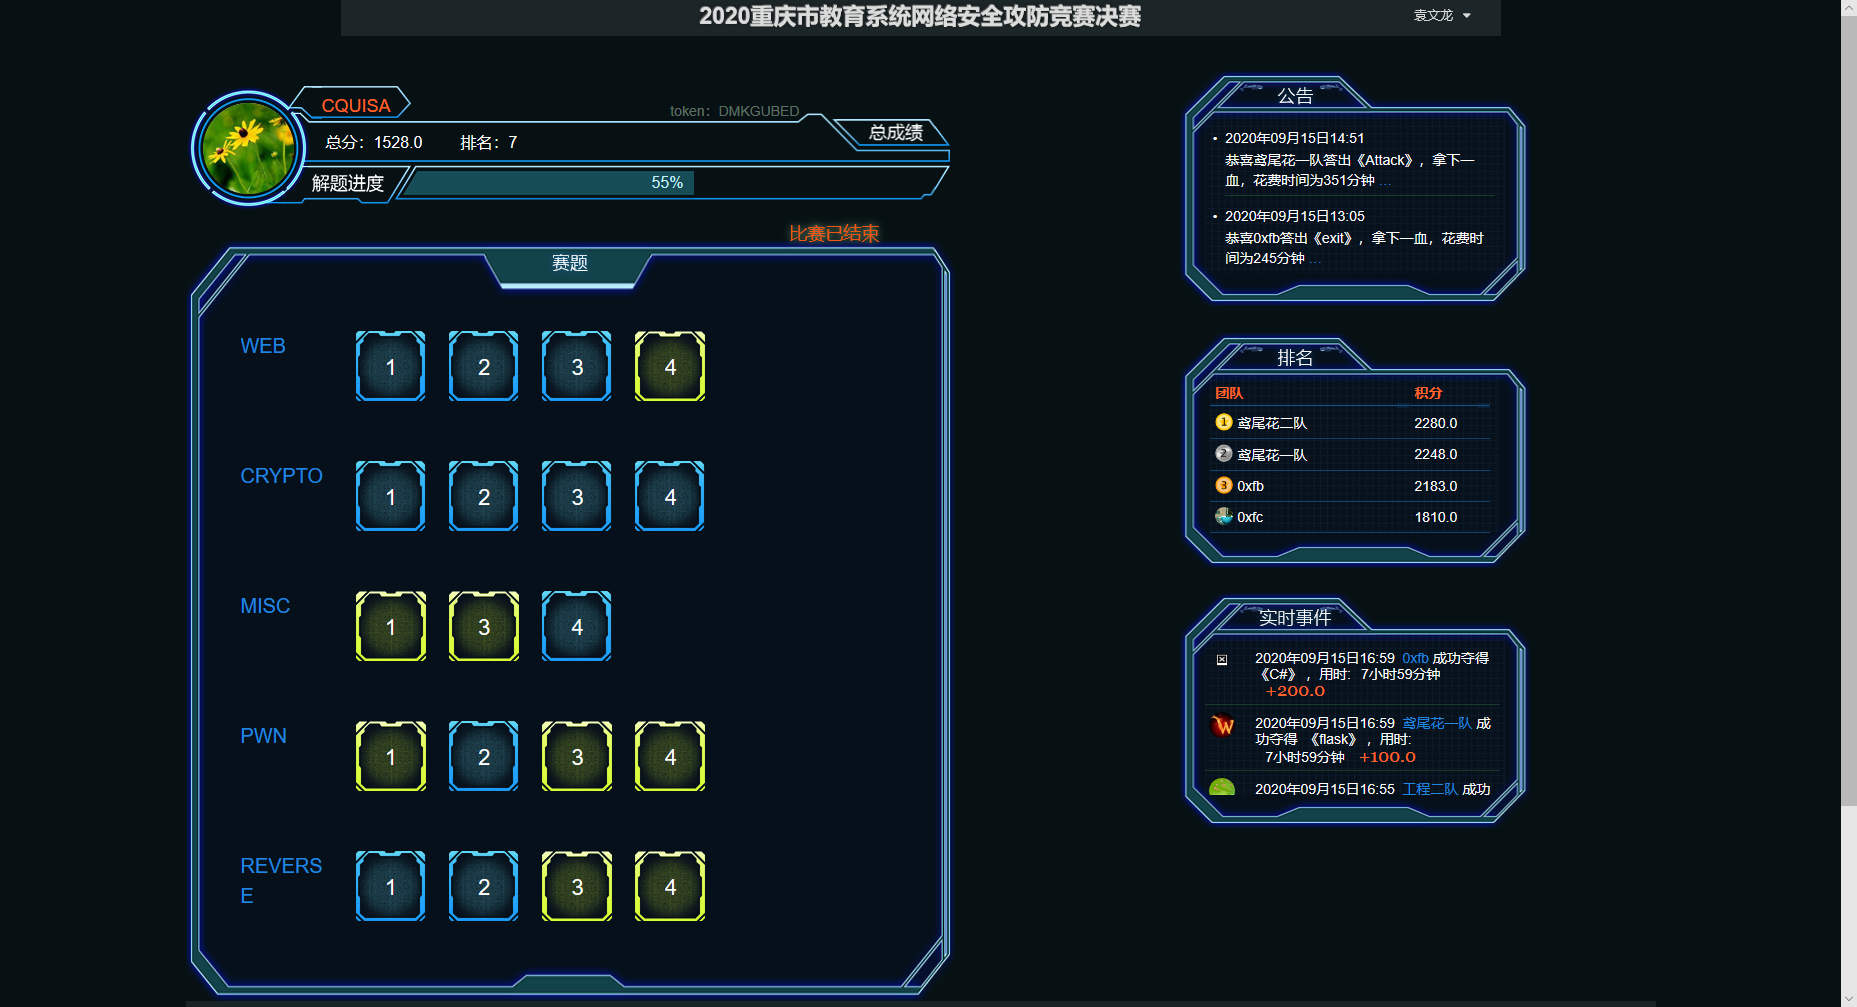 2020重庆市教育系统网络安全攻防竞赛决赛
袁文龙
CQUISA
token：DMKGUBED
总分：1528.0 排名：7
总成绩
解题进度 55%
比赛已结束
赛题
WEB 1 2 3 4
CRYPTO 1 2 3 4
MISC 1 3 4
PWN 1 2 3 4
REVERS
E
1 2 3 4
公告
• 2020年09月15日14:51
恭喜鸢尾花一队答出《Attack》，拿下一
血，花费时间为351分钟 ...
• 2020年09月15日13:05
恭喜0xfb答出《exit》，拿下一血，花费时
间为245分钟 ...
排名
团队 积分
1 鸢尾花二队 2280.0
2 鸢尾花一队 2248.0
3 0xfb 2183.0
0xfc 1810.0
实时事件
2020年09月15日16:59 0xfb 成功夺得
《C#》 ，用时: 7小时59分钟
+200.0
W
2020年09月15日16:59 鸢尾花一队 成
功夺得 《flask》 ，用时:
7小时59分钟 +100.0
2020年09月15日16:55 工程二队 成功